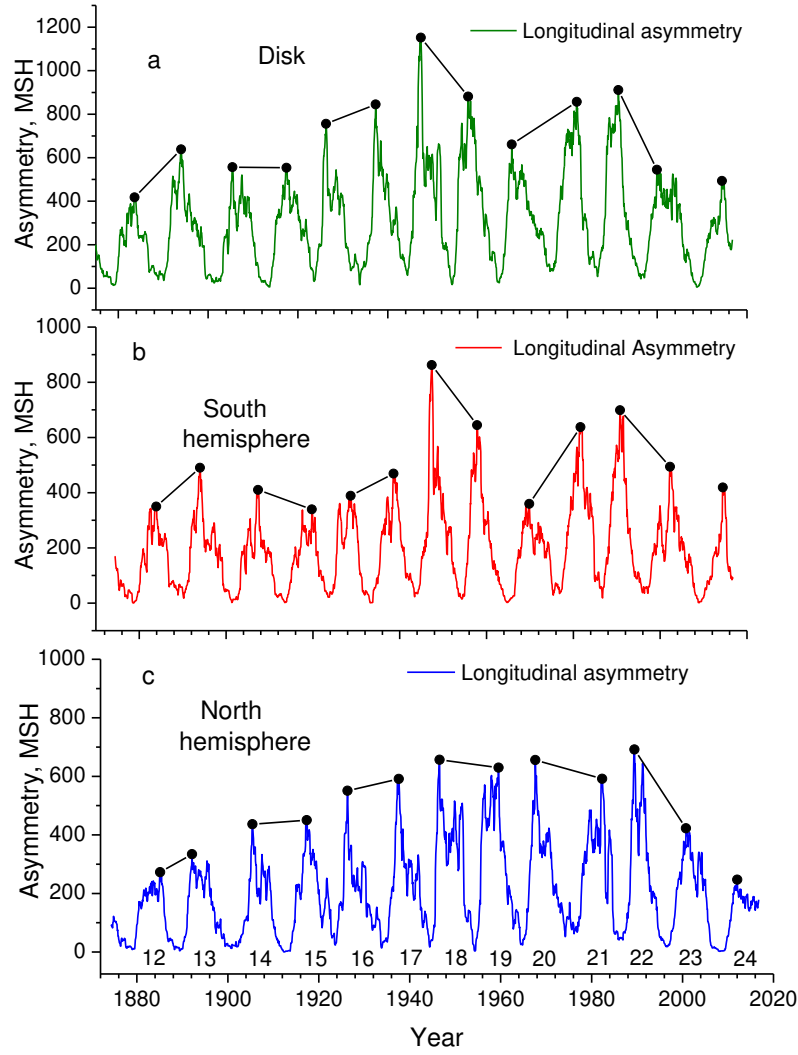 1200
1000
800
600
400
200
0
Asymmetry, MSH
a
Disk
Longitudinal asymmetry
1000
800
600
400
200
0
Asymmetry, MSH
b
South
hemisphere
Longitudinal Asymmetry
1000
800
600
400
200
0
Asymmetry, MSH
c
North
hemisphere
Longitudinal asymmetry
12 13 14 15 16 17 18 19 20 21 22 23 24
1880 1900 1920 1940 1960 1980 2000 2020
Year